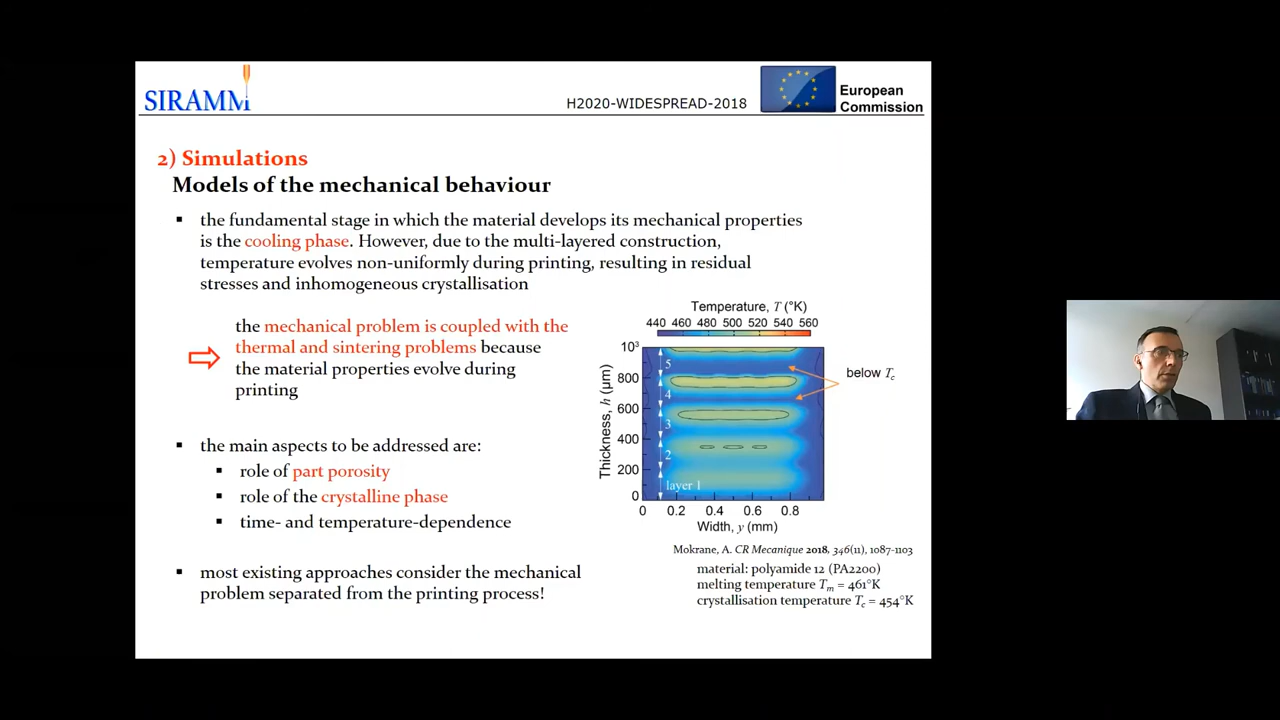 SIRAMM
H2020-WIDESPREAD-2018
European
Commission
2) Simulations
Models of the mechanical behaviour
▪ the fundamental stage in which the material develops its mechanical properties
is the cooling phase. However, due to the multi-layered construction,
temperature evolves non-uniformly during printing, resulting in residual
stresses and inhomogeneous crystallisation
the mechanical problem is coupled with the
thermal and sintering problems because
the material properties evolve during
printing
▪ the main aspects to be addressed are:
▪ role of part porosity
▪ role of the crystalline phase
▪ time- and temperature-dependence
▪ most existing approaches consider the mechanical
problem separated from the printing process!
Temperature, T (°K)
440 460 480 500 520 540 560
10³
800
600
400
200
0
Thickness, h (μm)
5
4
3
2
layer 1
below Tc
0 0.2 0.4 0.6 0.8
Width, y (mm)
Mokrane, A. CR Mecanique 2018, 346(11), 1087-1103
material: polyamide 12 (PA2200)
melting temperature Tm = 461°K
crystallisation temperature Tc = 454°K